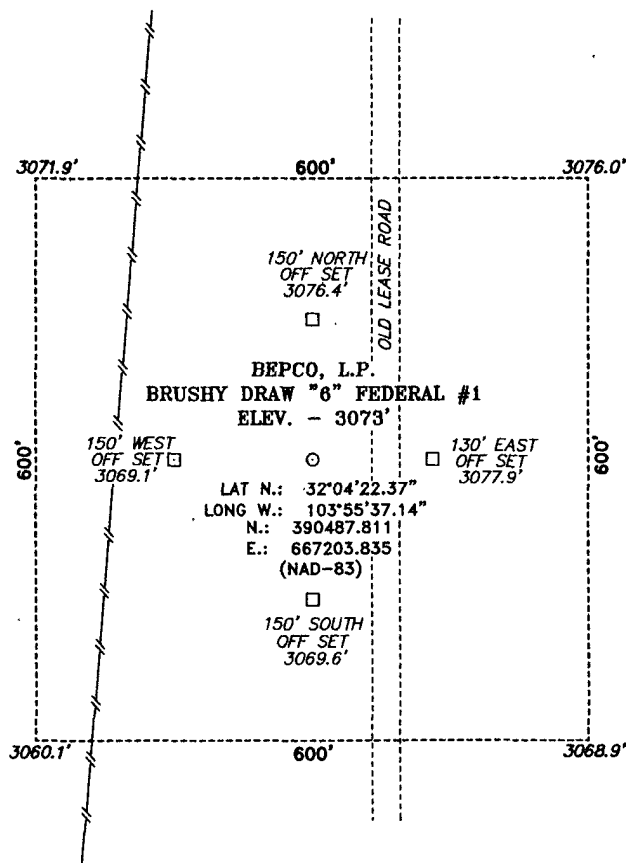 3071.9'
600'
3076.0'
150' NORTH
OFF SET
3076.4'
OLD LEASE ROAD
BEPCO, L.P.
BRUSHY DRAW "6" FEDERAL #1
ELEV. - 3073'
600'
150' WEST
OFF SET
3069.1'
130' EAST
OFF SET
3077.9'
600'
LAT N.: 32°04'22.37"
LONG W.: 103°55'37.14"
N.: 390487.811
E.: 667203.835
(NAD-83)
150' SOUTH
OFF SET
3069.6'
3060.1'
600'
3068.9'